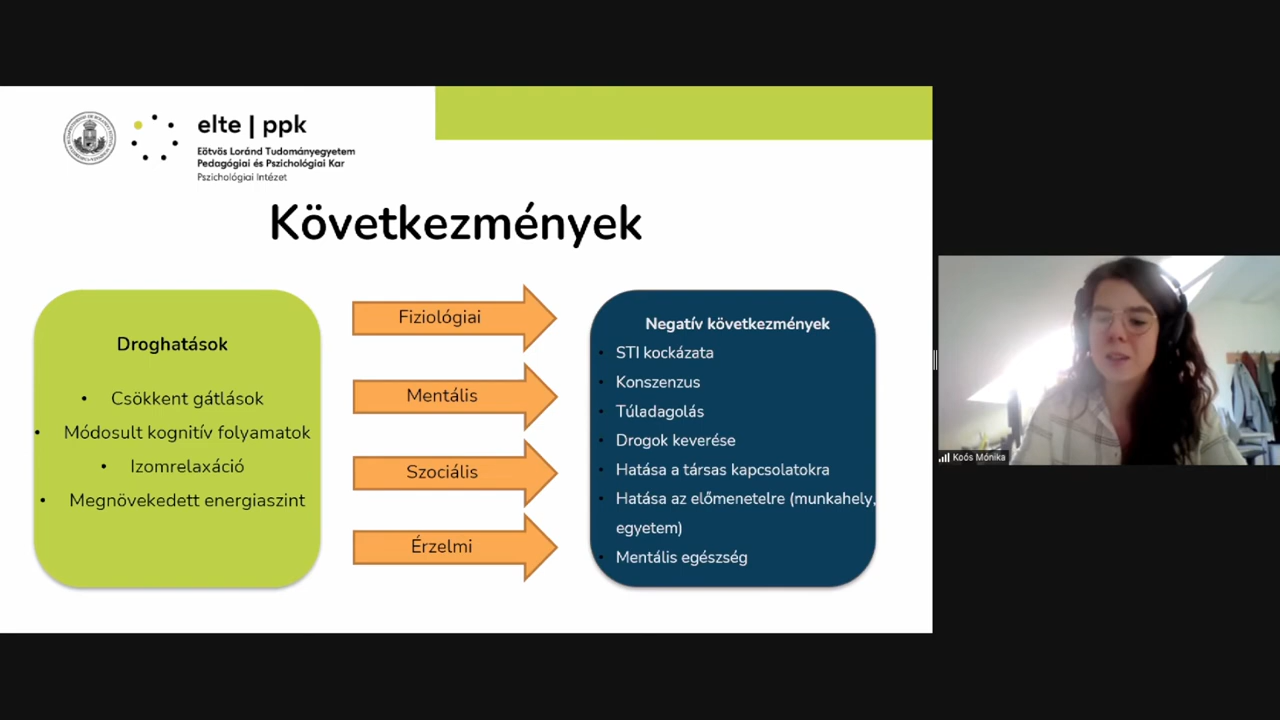 elte | ppk
Eötvös Loránd Tudományegyetem
Pedagógiai és Pszichológiai Kar
Pszichológiai Intézet
Következmények
Droghatások
• Csökkent gátlások
• Módosult kognitív folyamatok
• Izomrelaxáció
• Megnövekedett energiaszint
Fiziológiai
Mentális
Szociális
Érzelmi
Negatív következmények
• STI kockázata
• Konszenzus
• Túladagolás
• Drogok keverése
• Hatása a társas kapcsolatokra
• Hatása az előmenetelre (munkahely,
egyetem)
• Mentális egészség
Koós Mónika